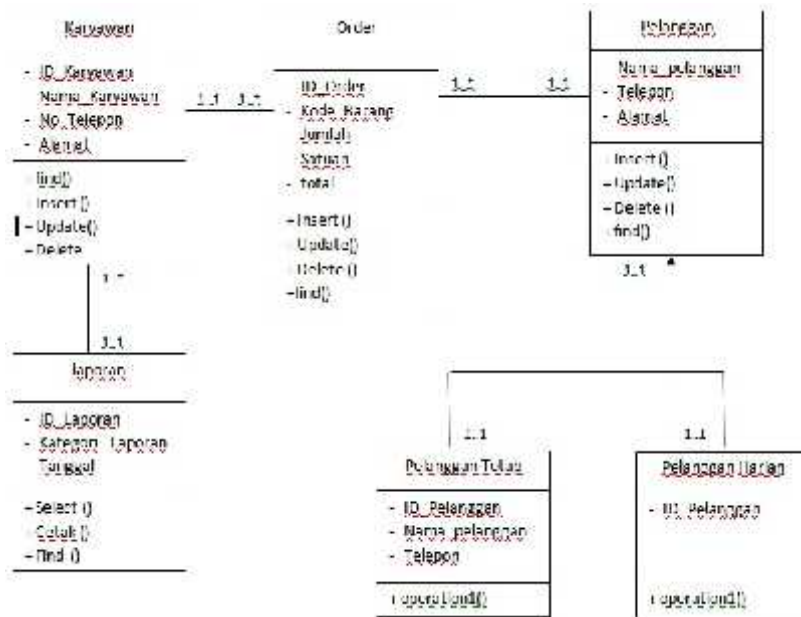 Karyawan
- ID_Karyawan
Nama_Karyawan
- No_Telepon
- Alamat
+find()
+Insert()
+Update()
+Delete
1..1
1..1
Order
ID_Order
- Kode_Barang
Jumlah
Satuan
- total
+Insert()
+Update()
+Delete()
+find()
1..1
1..1
Pelanggan
Nama_pelanggan
- Telepon
- Alamat
+Insert()
+Update()
+Delete()
+find()
1..1
1..1
1..1
laporan
- ID_Laporan
- Kategori_Laporan
Tanggal
+Select()
+Cetak()
+Find()
1..1
Pelanggan Tetap
- ID_Pelanggan
- Nama_pelanggan
- Telepon
+operation1()
1..1
Pelanggan Harian
- ID_Pelanggan
+operation1()